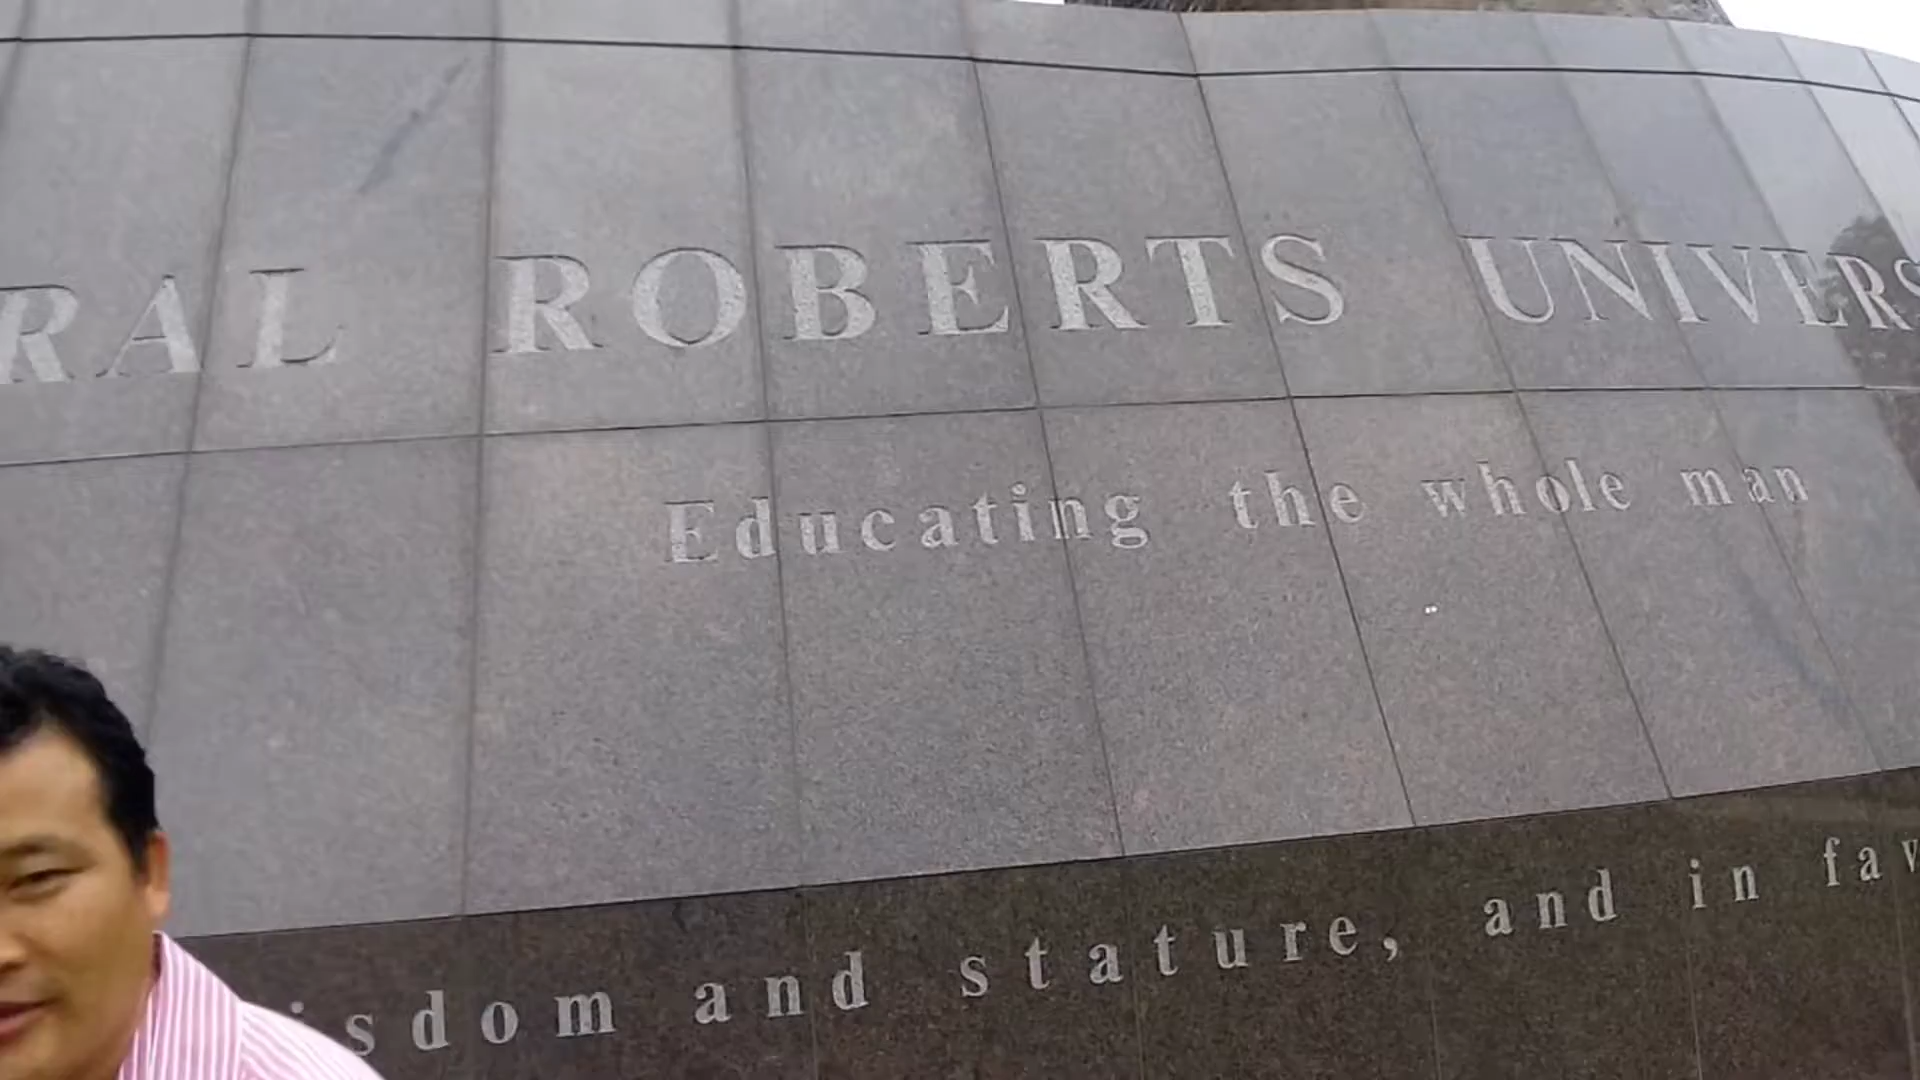 RAL ROBERTS UNIVERS
Educating the whole man
isdom and stature, and in fav